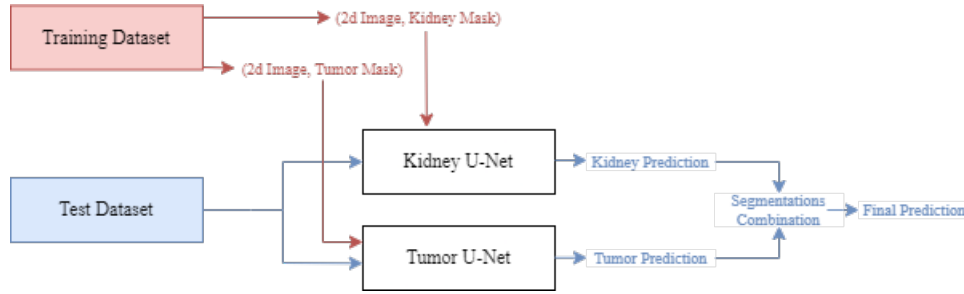 (2d Image, Kidney Mask)
Training Dataset
(2d Image, Tumor Mask)
Kidney U-Net
Kidney Prediction
Test Dataset
Segmentations
Combination
Final Prediction
Tumor U-Net
Tumor Prediction